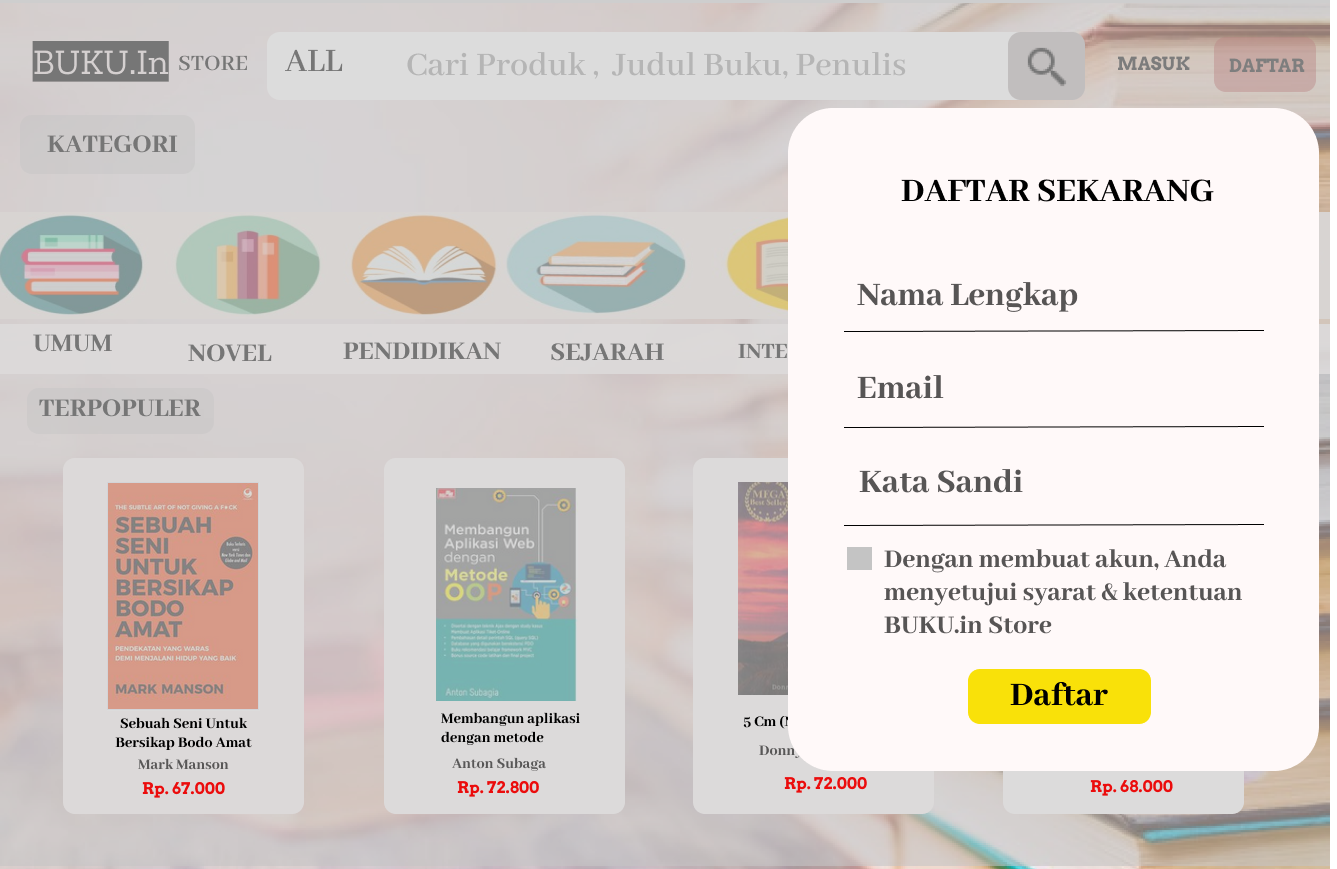 BUKU.In STORE ALL Cari Produk , Judul Buku, Penulis MASUK DAFTAR
KATEGORI
UMUM NOVEL PENDIDIKAN SEJARAH INTE
TERPOPULER
THE SUBTLE ART OF NOT GIVING A F*CK
SEBUAH
SENI
UNTUK
BERSIKAP
BODO
AMAT
PENDEKATAN YANG WARAS
DEMI MENJALANI HIDUP YANG BAIK
MARK MANSON
Sebuah Seni Untuk
Bersikap Bodo Amat
Mark Manson
Rp. 67.000
Membangun
Aplikasi Web
dengan
Metode
OOP
Anton Subagia
Membangun aplikasi
dengan metode
Anton Subaga
Rp. 72.800
MEGA
Best Seller
5 Cm
Donny
Rp. 72.000
Rp. 68.000
DAFTAR SEKARANG
Nama Lengkap
Email
Kata Sandi
Dengan membuat akun, Anda
menyetujui syarat & ketentuan
BUKU.in Store
Daftar